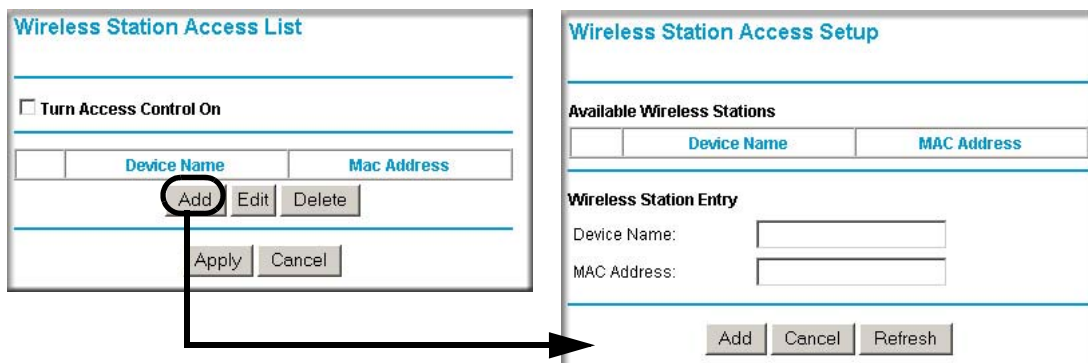 Wireless Station Access List
Turn Access Control On
Device Name Mac Address
Add Edit Delete
Apply Cancel
Wireless Station Access Setup
Available Wireless Stations
Device Name MAC Address
Wireless Station Entry
Device Name:
MAC Address:
Add Cancel Refresh